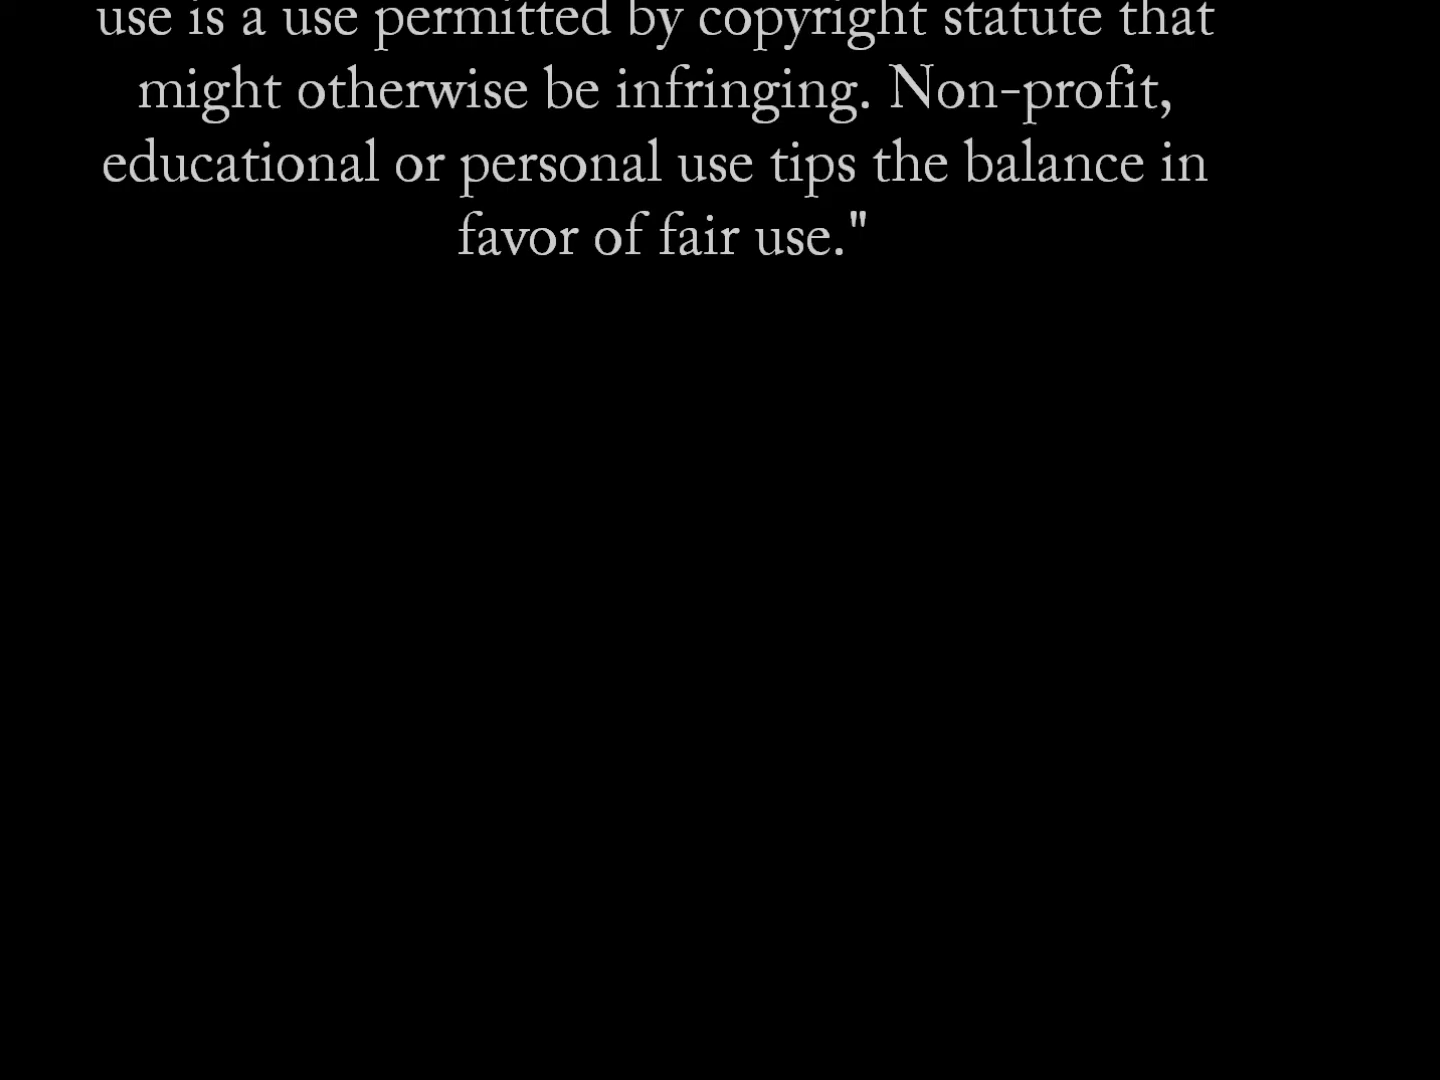 use is a use permitted by copyright statute that
might otherwise be infringing. Non-profit,
educational or personal use tips the balance in
favor of fair use."